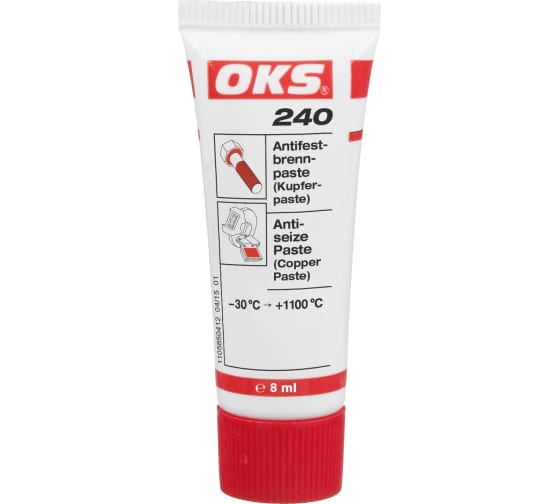 OKS®
240
Antifest-
brenn-
paste
(Kupfer-
paste)
Anti-
seize
Paste
(Copper
Paste)
-30°C → +1100°C
1105850412 04/15 01
℮ 8 ml